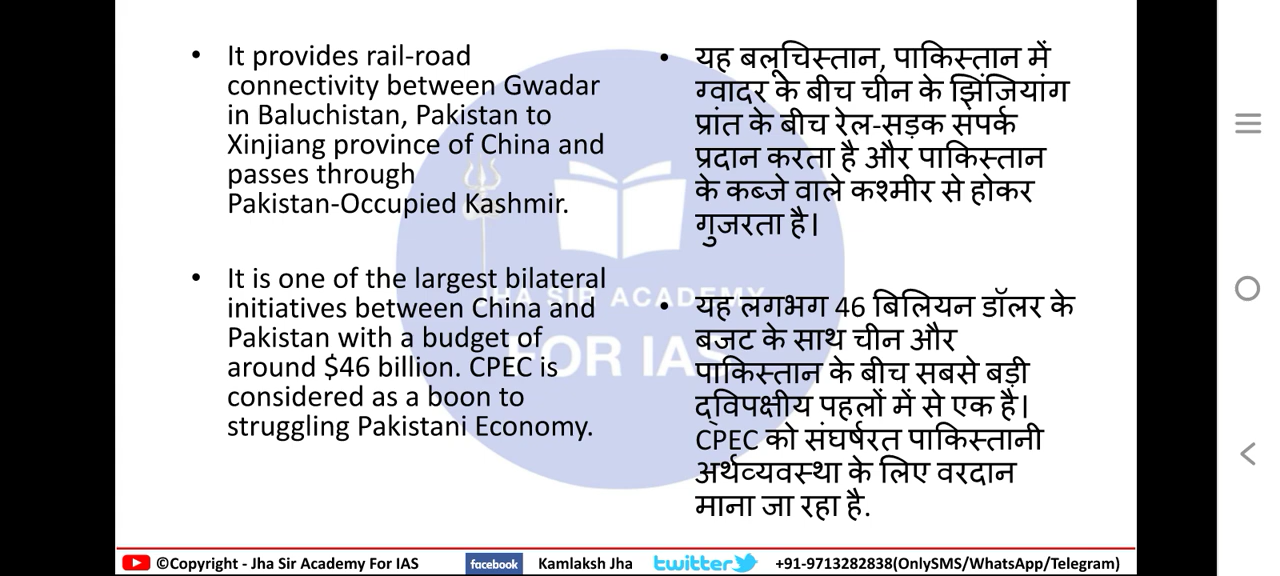 • It provides rail-road
connectivity between Gwadar
in Baluchistan, Pakistan to
Xinjiang province of China and
passes through
Pakistan-Occupied Kashmir.
• It is one of the largest bilateral
initiatives between China and
Pakistan with a budget of
around $46 billion. CPEC is
considered as a boon to
struggling Pakistani Economy.
• यह बलूचिस्तान, पाकिस्तान में
ग्वादर के बीच चीन के झिंजियांग
प्रांत के बीच रेल-सड़क संपर्क
प्रदान करता है और पाकिस्तान
के कब्जे वाले कश्मीर से होकर
गुजरता है।
• यह लगभग 46 बिलियन डॉलर के
बजट के साथ चीन और
पाकिस्तान के बीच सबसे बड़ी
द्विपक्षीय पहलों में से एक है।
CPEC को संघर्षरत पाकिस्तानी
अर्थव्यवस्था के लिए वरदान
माना जा रहा है.
JHA SIR ACADEMY
FOR IAS
©Copyright - Jha Sir Academy For IAS facebook Kamlaksh Jha twitter +91-9713282838(OnlySMS/WhatsApp/Telegram)